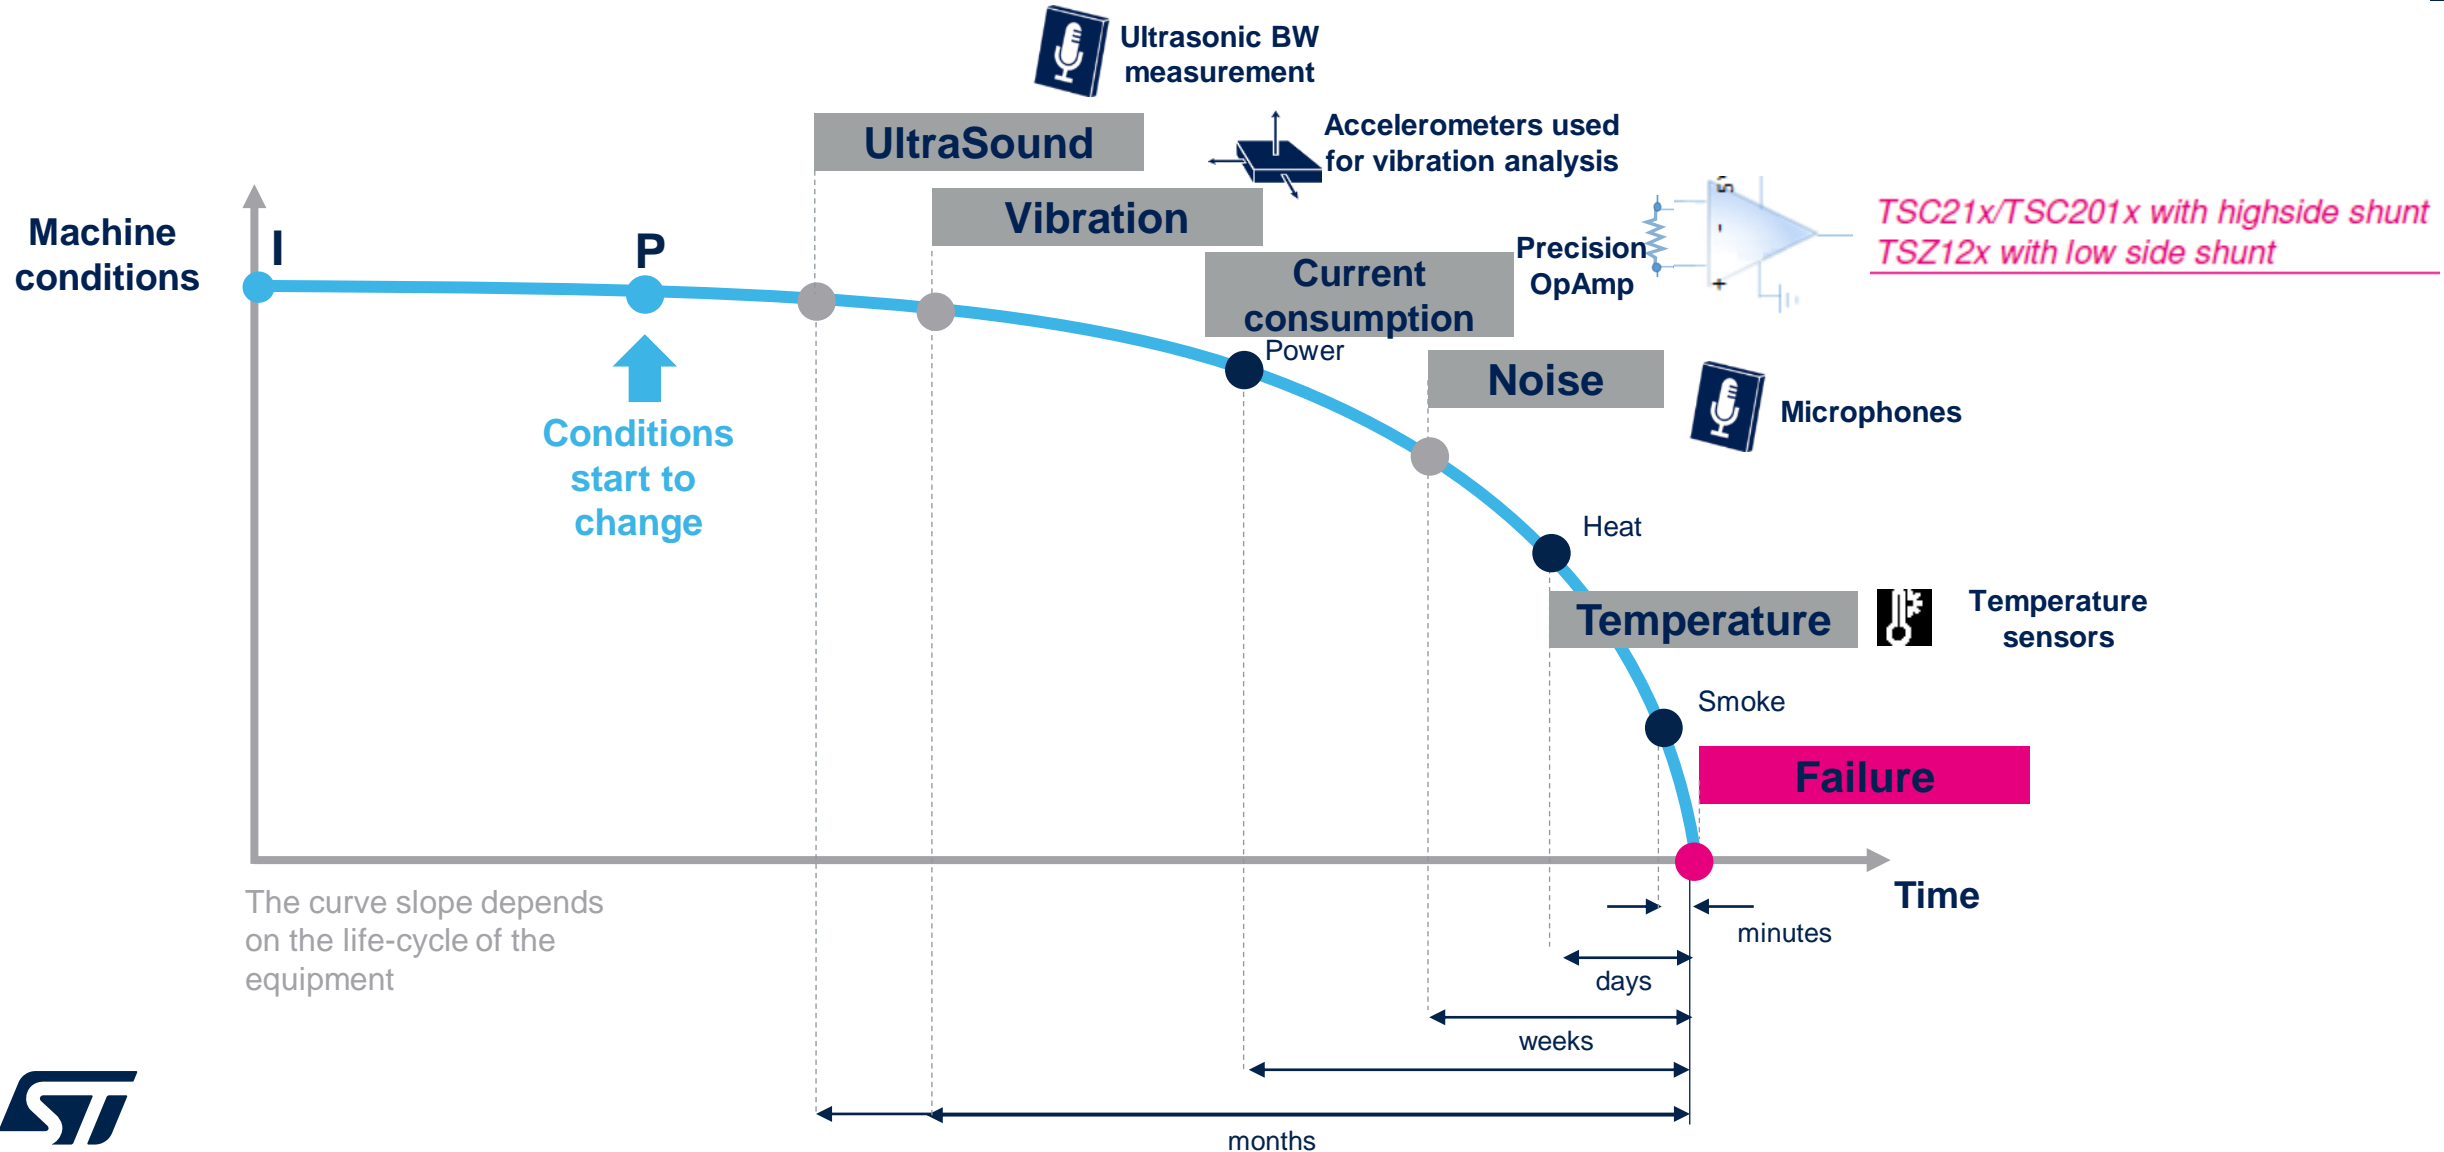 Ultrasonic BW
measurement
UltraSound
Accelerometers used
for vibration analysis
Vibration
Machine
conditions
I
P
Current
consumption
Precision
OpAmp
-
+
TSC21x/TSC201x with highside shunt
TSZ12x with low side shunt
Power
Noise
Microphones
Conditions
start to
change
Heat
Temperature
Temperature
sensors
Smoke
Failure
Time
The curve slope depends
on the life-cycle of the
equipment
minutes
days
weeks
months
ST